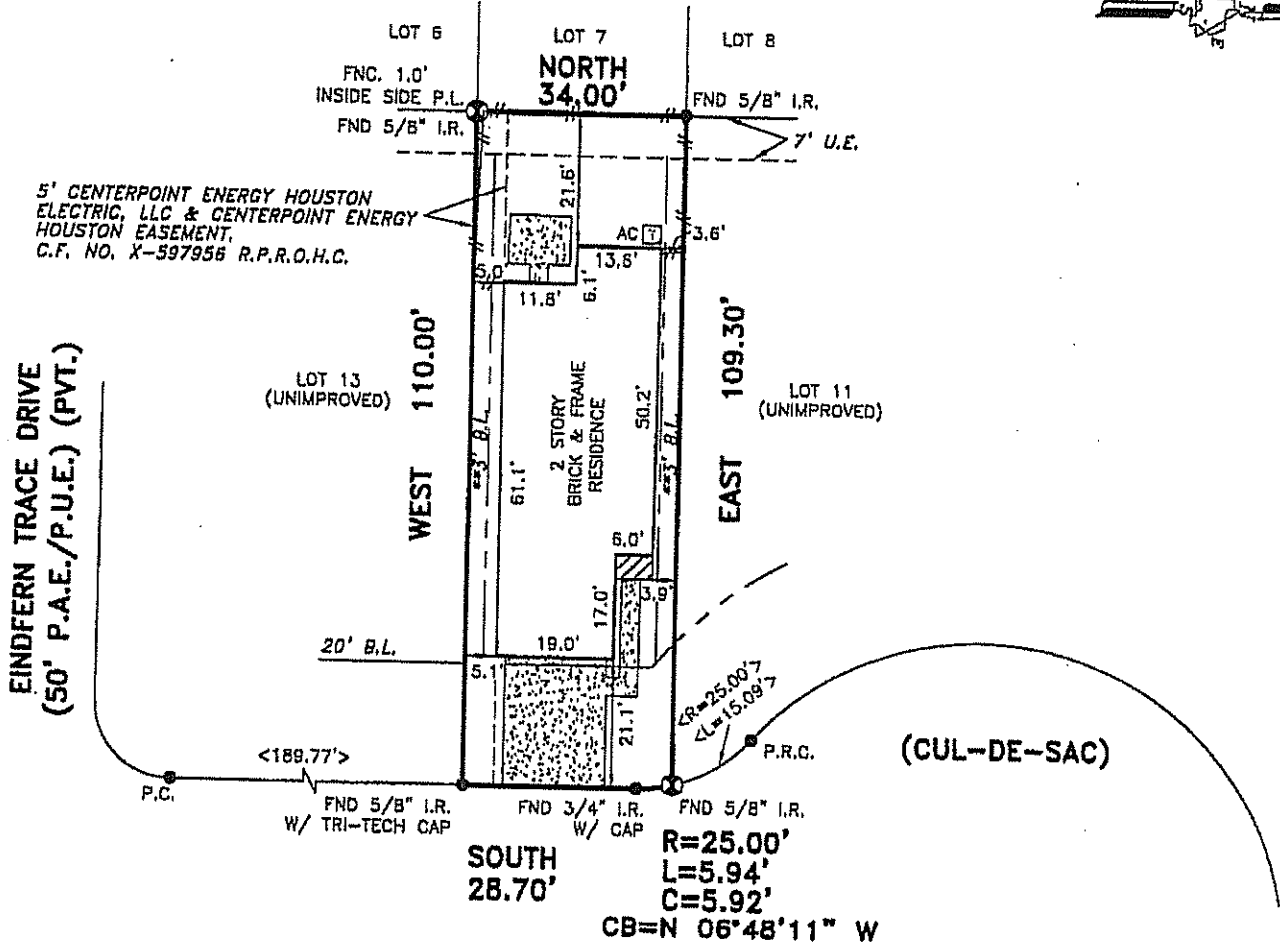 LOT 6
LOT 7
LOT 8
NORTH
34.00'
FNC. 1.0'
INSIDE SIDE P.L.
FND 5/8" I.R.
FND 5/8" I.R.
7' U.E.
5' CENTERPOINT ENERGY HOUSTON
ELECTRIC, LLC & CENTERPOINT ENERGY
HOUSTON EASEMENT,
C.F. NO. X-597956 R.P.R.O.H.C.
21.6'
AC
T
3.6'
13.6'
5.0'
11.8'
6.1'
WEST 110.00'
EAST 109.30'
LOT 13
(UNIMPROVED)
LOT 11
(UNIMPROVED)
2 STORY
BRICK & FRAME
RESIDENCE
50.2'
61.1'
**3' B.L.
**3' B.L.
EINDFERN TRACE DRIVE
(50' P.A.E./P.U.E.) (PVT.)
6.0'
17.0'
3.9'
19.0'
20' B.L.
5.1'
21.1'
<R=25.00'>
<L=15.09'>
P.R.C.
(CUL-DE-SAC)
<189.77'>
P.C.
FND 5/8" I.R.
W/ TRI-TECH CAP
FND 3/4" I.R.
W/ CAP
FND 5/8" I.R.
SOUTH
28.70'
R=25.00'
L=5.94'
C=5.92'
CB=N 06°48'11" W